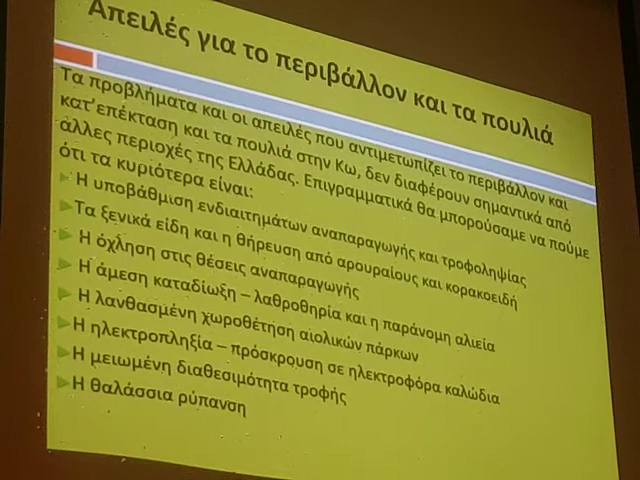 Απειλές για το περιβάλλον και τα πουλιά
Τα προβλήματα και οι απειλές που αντιμετωπίζει το περιβάλλον και
κατ’επέκταση και τα πουλιά στην Κω, δεν διαφέρουν σημαντικά από
άλλες περιοχές της Ελλάδας. Επιγραμματικά θα μπορούσαμε να πούμε
ότι τα κυριότερα είναι:
Η υποβάθμιση ενδιαιτημάτων αναπαραγωγής και τροφοληψίας
Τα ξενικά είδη και η θήρευση από αρουραίους και κορακοειδή
Η όχληση στις θέσεις αναπαραγωγής
Η άμεση καταδίωξη – λαθροθηρία και η παράνομη αλιεία
Η λανθασμένη χωροθέτηση αιολικών πάρκων
Η ηλεκτροπληξία – πρόσκρουση σε ηλεκτροφόρα καλώδια
Η μειωμένη διαθεσιμότητα τροφής
Η θαλάσσια ρύπανση